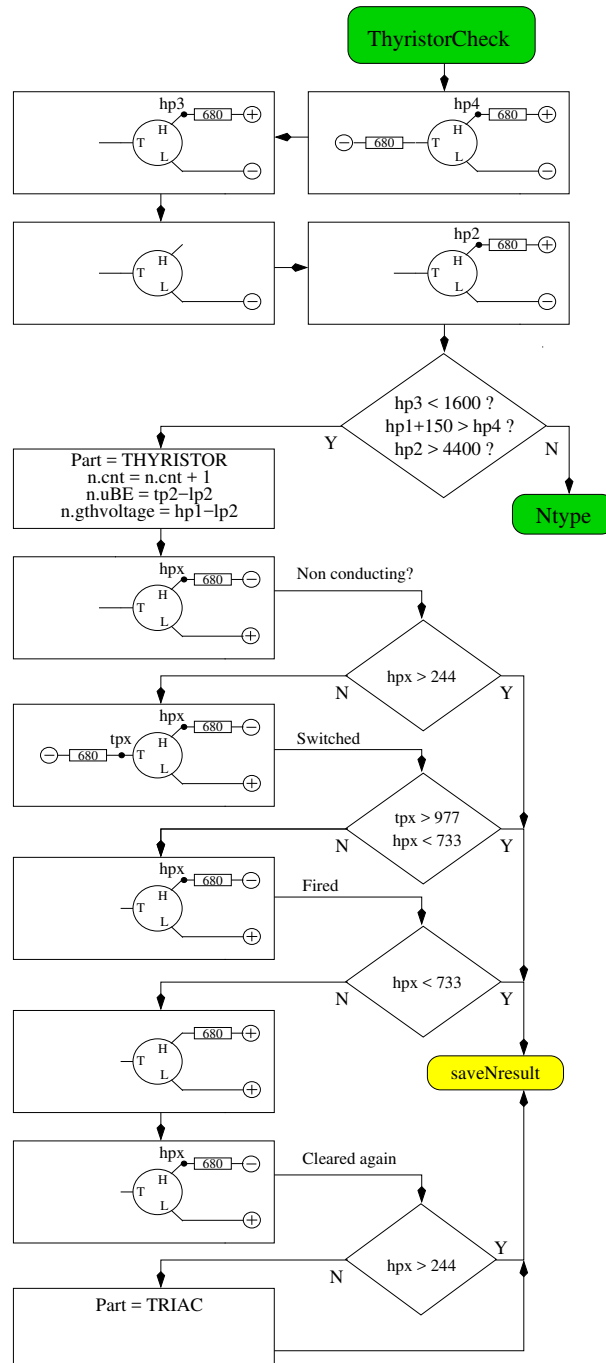 ThyristorCheck
hp3
680
+
H
T
L
−
hp4
680
+
−
680
T
H
L
−
H
T
L
−
hp2
680
+
H
T
L
−
hp3 < 1600 ?
hp1+150 > hp4 ?
hp2 > 4400 ?
Y
N
Part = THYRISTOR
n.cnt = n.cnt + 1
n.uBE = tp2−lp2
n.gthvoltage = hp1−lp2
Ntype
hpx
680
−
H
T
L
+
Non conducting?
hpx > 244
N
Y
hpx
680
−
tpx
−
680
T
H
L
+
Switched
tpx > 977
hpx < 733
N
Y
hpx
680
−
H
T
L
+
Fired
hpx < 733
N
Y
680
+
H
T
L
+
saveNresult
hpx
680
−
H
T
L
+
Cleared again
hpx > 244
Y
N
Part = TRIAC